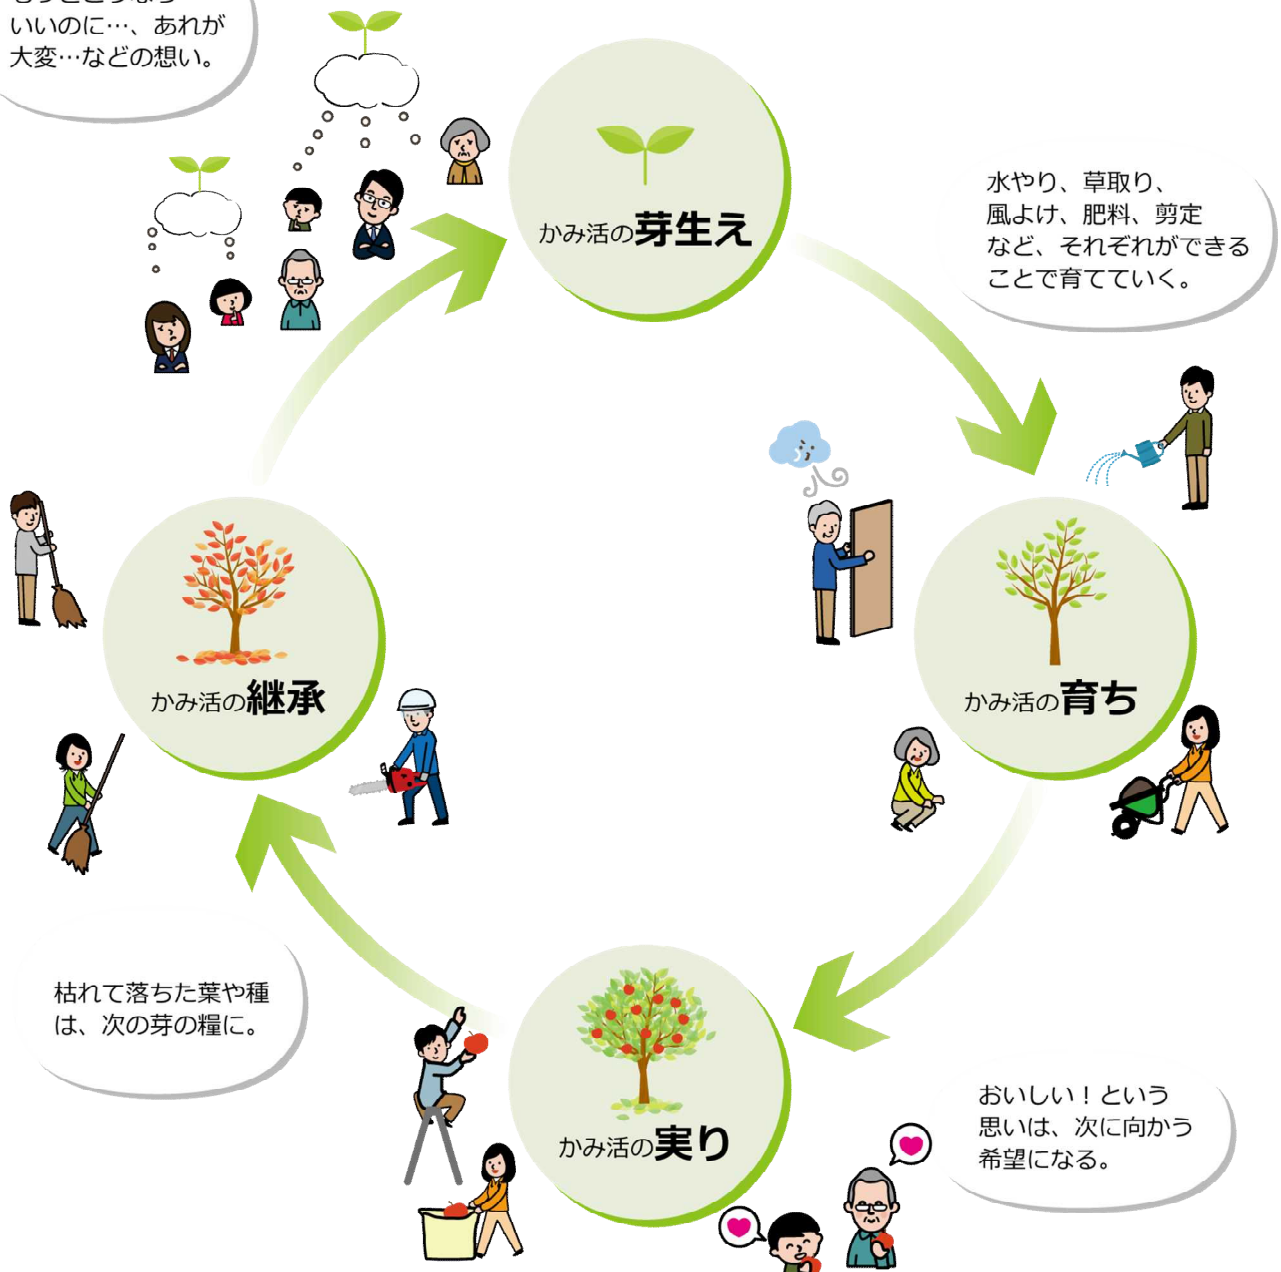 いいのに…、あれが
大変…などの想い。
かみ活の芽生え
水やり、草取り、
風よけ、肥料、剪定
など、それぞれができる
ことで育てていく。
かみ活の育ち
おいしい！という
思いは、次に向かう
希望になる。
かみ活の実り
枯れて落ちた葉や種
は、次の芽の糧に。
かみ活の継承